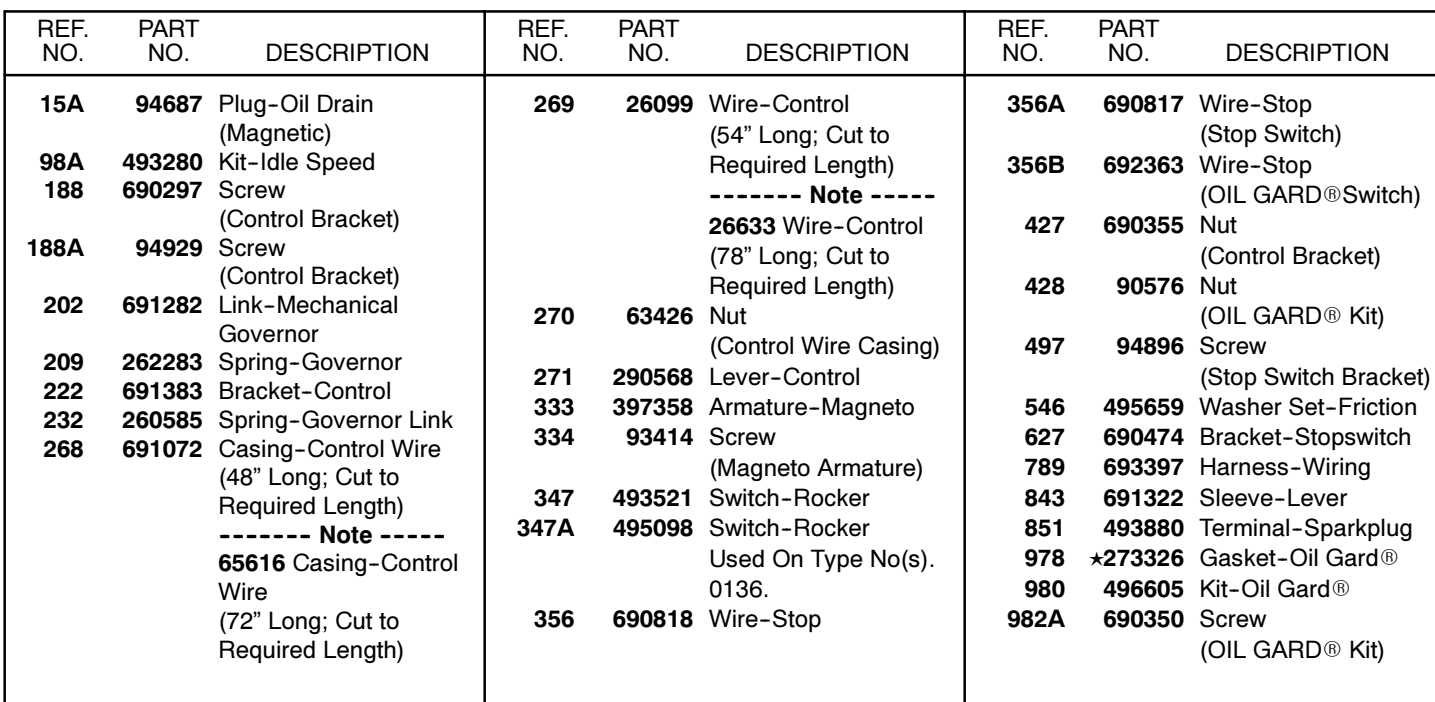 REF. NO. PART NO. DESCRIPTION
15A 94687 Plug-Oil Drain
(Magnetic)
98A 493280 Kit-Idle Speed
188 690297 Screw
(Control Bracket)
188A 94929 Screw
(Control Bracket)
202 691282 Link-Mechanical
Governor
209 262283 Spring-Governor
222 691383 Bracket-Control
232 260585 Spring-Governor Link
268 691072 Casing-Control Wire
(48” Long; Cut to
Required Length)
------- Note -----
65616 Casing-Control
Wire
(72” Long; Cut to
Required Length)
REF. NO. PART NO. DESCRIPTION
269 26099 Wire-Control
(54” Long; Cut to
Required Length)
------- Note -----
26633 Wire-Control
(78” Long; Cut to
Required Length)
270 63426 Nut
(Control Wire Casing)
271 290568 Lever-Control
333 397358 Armature-Magneto
334 93414 Screw
(Magneto Armature)
347 493521 Switch-Rocker
347A 495098 Switch-Rocker
Used On Type No(s).
0136.
356 690818 Wire-Stop
REF. NO. PART NO. DESCRIPTION
356A 690817 Wire-Stop
(Stop Switch)
356B 692363 Wire-Stop
(OIL GARD®Switch)
427 690355 Nut
(Control Bracket)
428 90576 Nut
(OIL GARD® Kit)
497 94896 Screw
(Stop Switch Bracket)
546 495659 Washer Set-Friction
627 690474 Bracket-Stopswitch
789 693397 Harness-Wiring
843 691322 Sleeve-Lever
851 493880 Terminal-Sparkplug
978 ★273326 Gasket-Oil Gard®
980 496605 Kit-Oil Gard®
982A 690350 Screw
(OIL GARD® Kit)